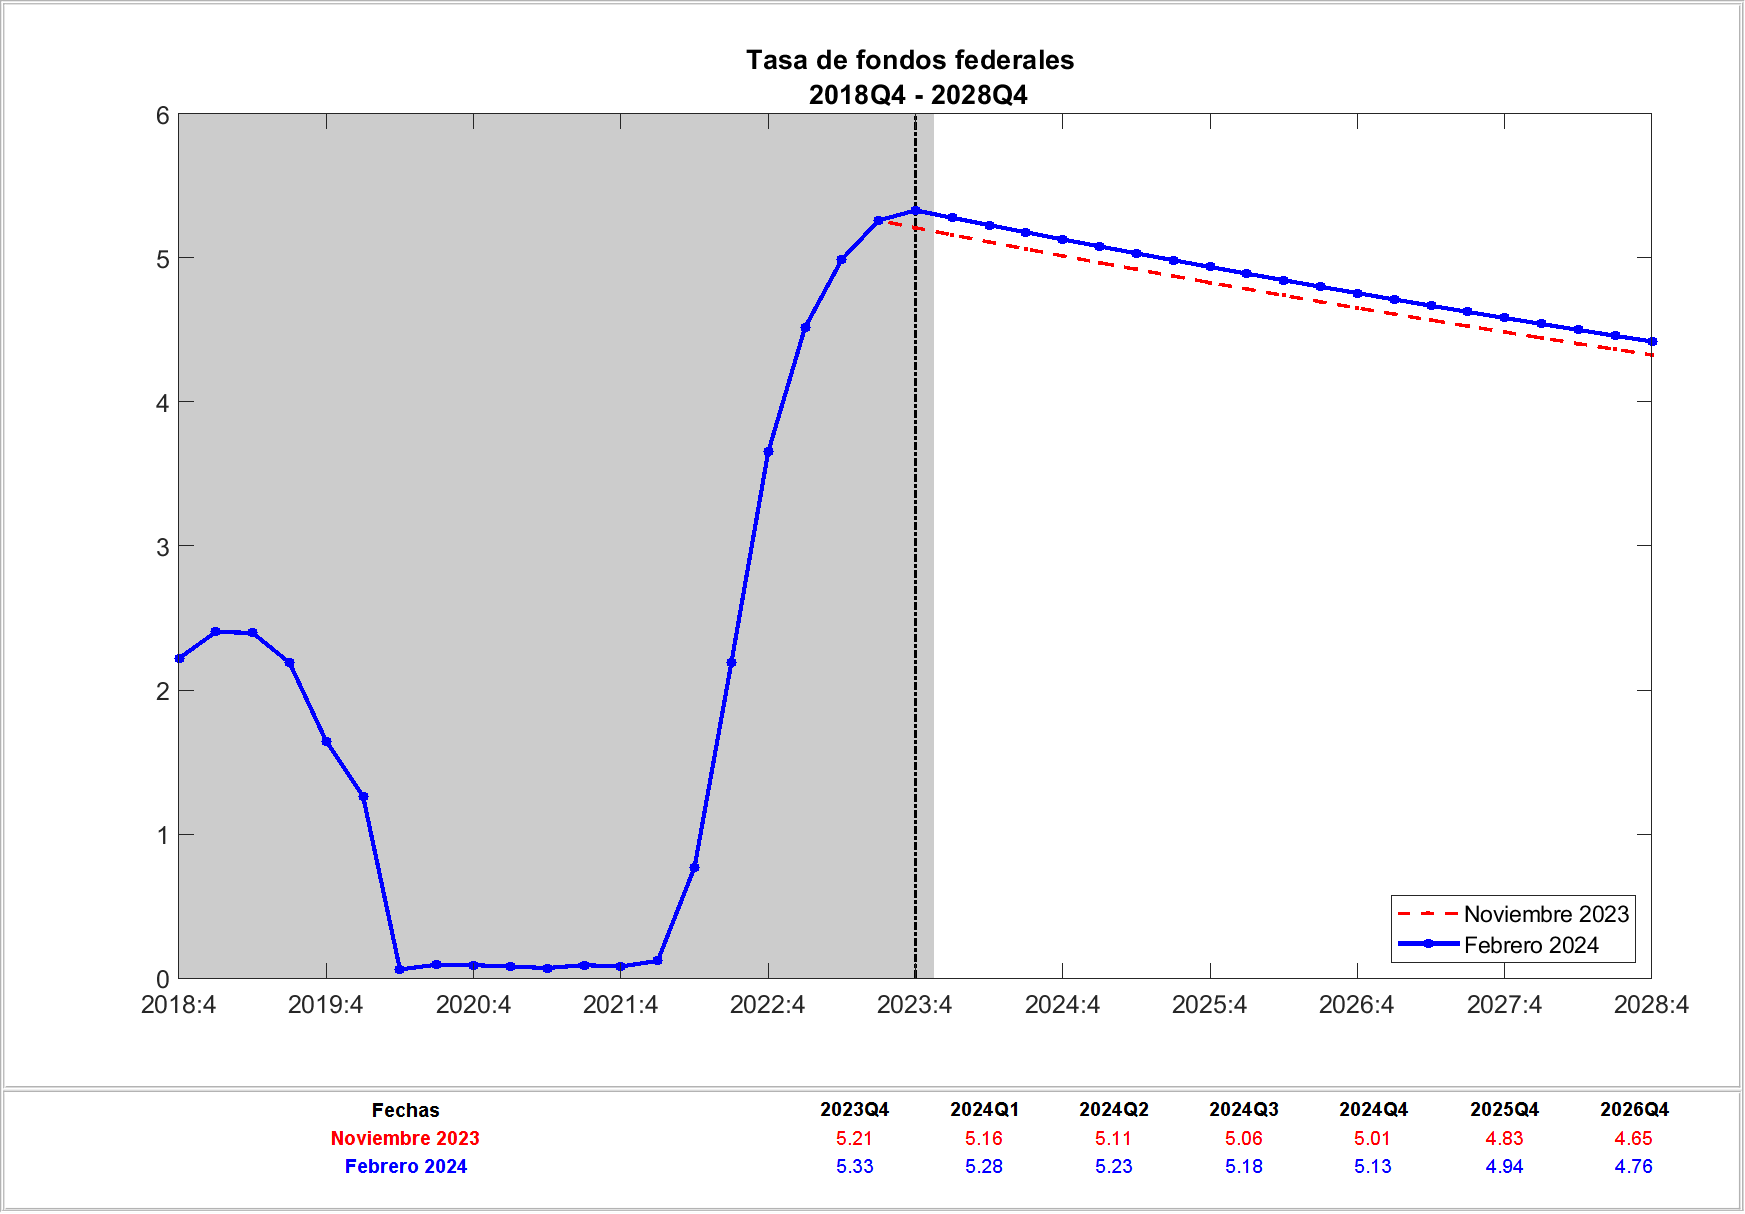 Tasa de fondos federales
2018Q4 - 2028Q4
6
5
4
3
2
1
0
2018:4 2019:4 2020:4 2021:4 2022:4 2023:4 2024:4 2025:4 2026:4 2027:4 2028:4
Noviembre 2023
Febrero 2024
Fechas 2023Q4 2024Q1 2024Q2 2024Q3 2024Q4 2025Q4 2026Q4
Noviembre 2023 5.21 5.16 5.11 5.06 5.01 4.83 4.65
Febrero 2024 5.33 5.28 5.23 5.18 5.13 4.94 4.76